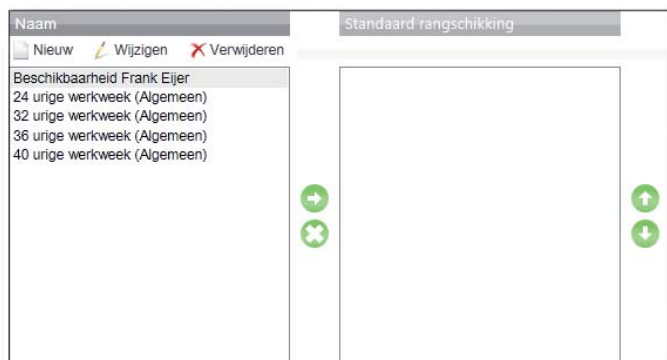 Naam
Standaard rangschikking
Nieuw Wijzigen Verwijderen
Beschikbaarheid Frank Eijer
24 urige werkweek (Algemeen)
32 urige werkweek (Algemeen)
36 urige werkweek (Algemeen)
40 urige werkweek (Algemeen)